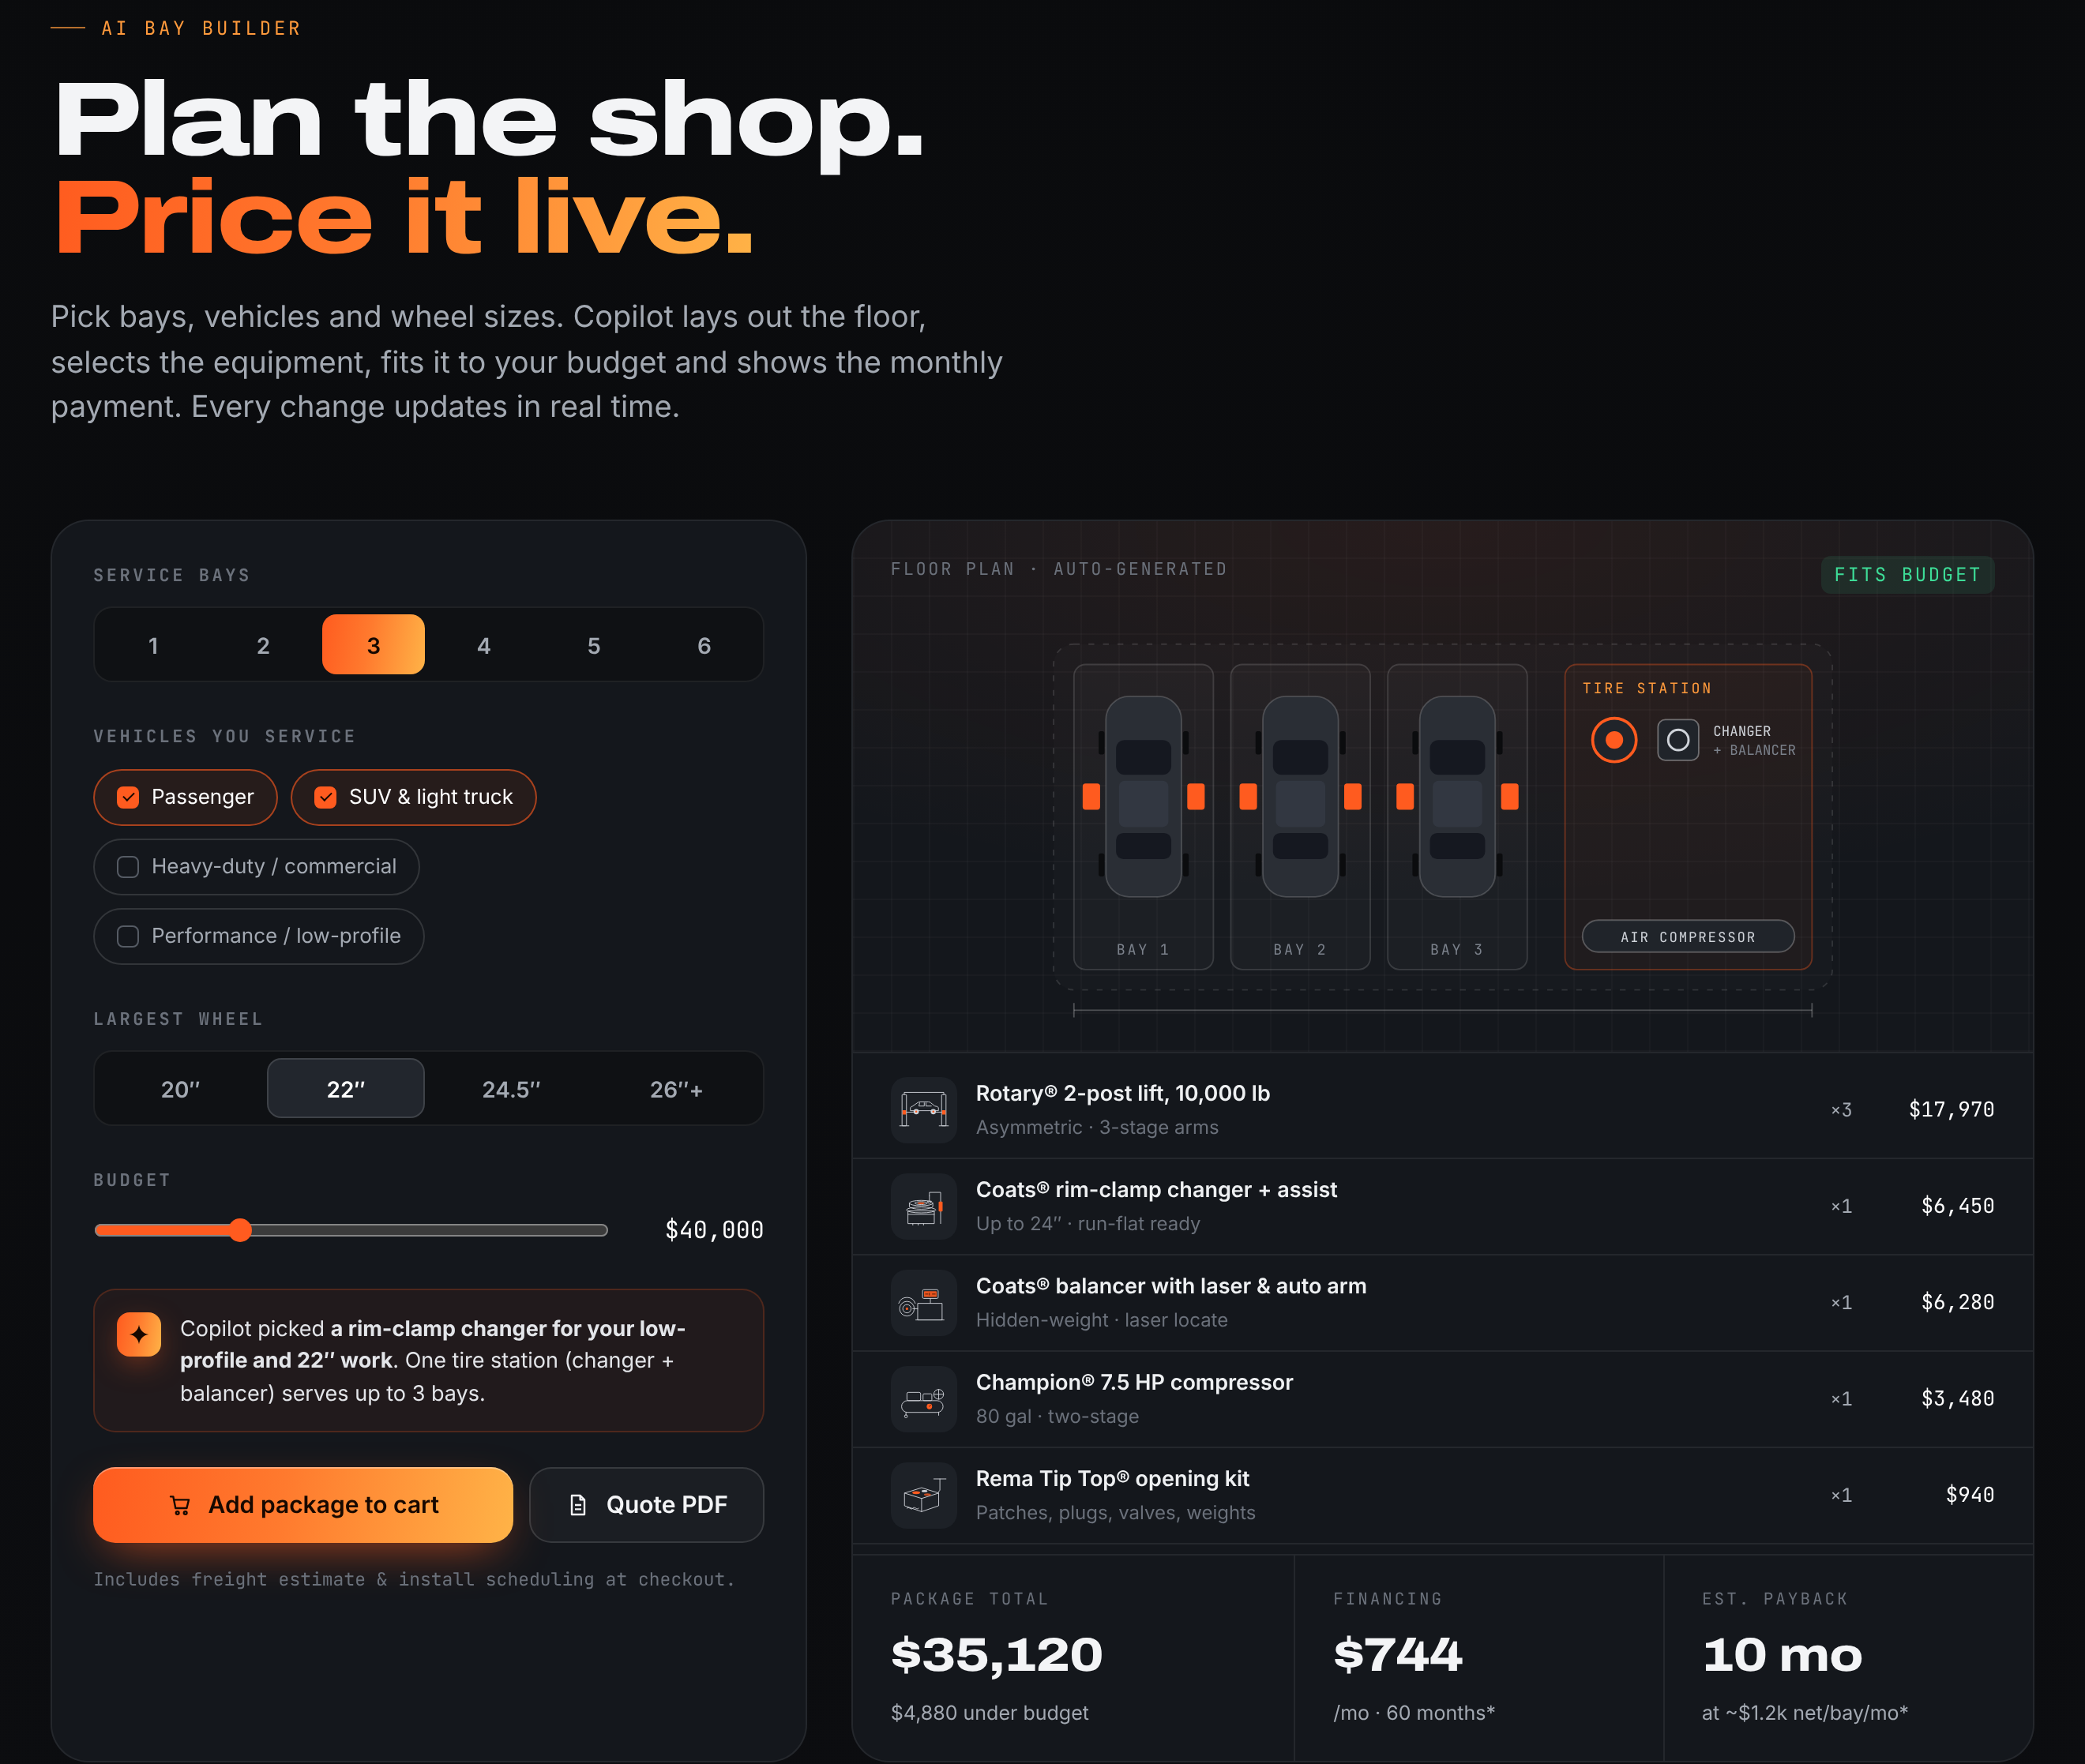 AI BAY BUILDER
Plan the shop.
Price it live.
Pick bays, vehicles and wheel sizes. Copilot lays out the floor,
selects the equipment, fits it to your budget and shows the monthly
payment. Every change updates in real time.
SERVICE BAYS
1 2 3 4 5 6
VEHICLES YOU SERVICE
Passenger SUV & light truck
Heavy-duty / commercial
Performance / low-profile
LARGEST WHEEL
20″ 22″ 24.5″ 26″+
BUDGET
$40,000
Copilot picked a rim-clamp changer for your low-
profile and 22″ work. One tire station (changer +
balancer) serves up to 3 bays.
Add package to cart Quote PDF
Includes freight estimate & install scheduling at checkout.
FLOOR PLAN · AUTO-GENERATED FITS BUDGET
TIRE STATION
CHANGER
+ BALANCER
AIR COMPRESSOR
BAY 1 BAY 2 BAY 3
Rotary® 2-post lift, 10,000 lb ×3 $17,970
Asymmetric · 3-stage arms
Coats® rim-clamp changer + assist ×1 $6,450
Up to 24″ · run-flat ready
Coats® balancer with laser & auto arm ×1 $6,280
Hidden-weight · laser locate
Champion® 7.5 HP compressor ×1 $3,480
80 gal · two-stage
Rema Tip Top® opening kit ×1 $940
Patches, plugs, valves, weights
PACKAGE TOTAL FINANCING EST. PAYBACK
$35,120 $744 10 mo
$4,880 under budget /mo · 60 months* at ~$1.2k net/bay/mo*